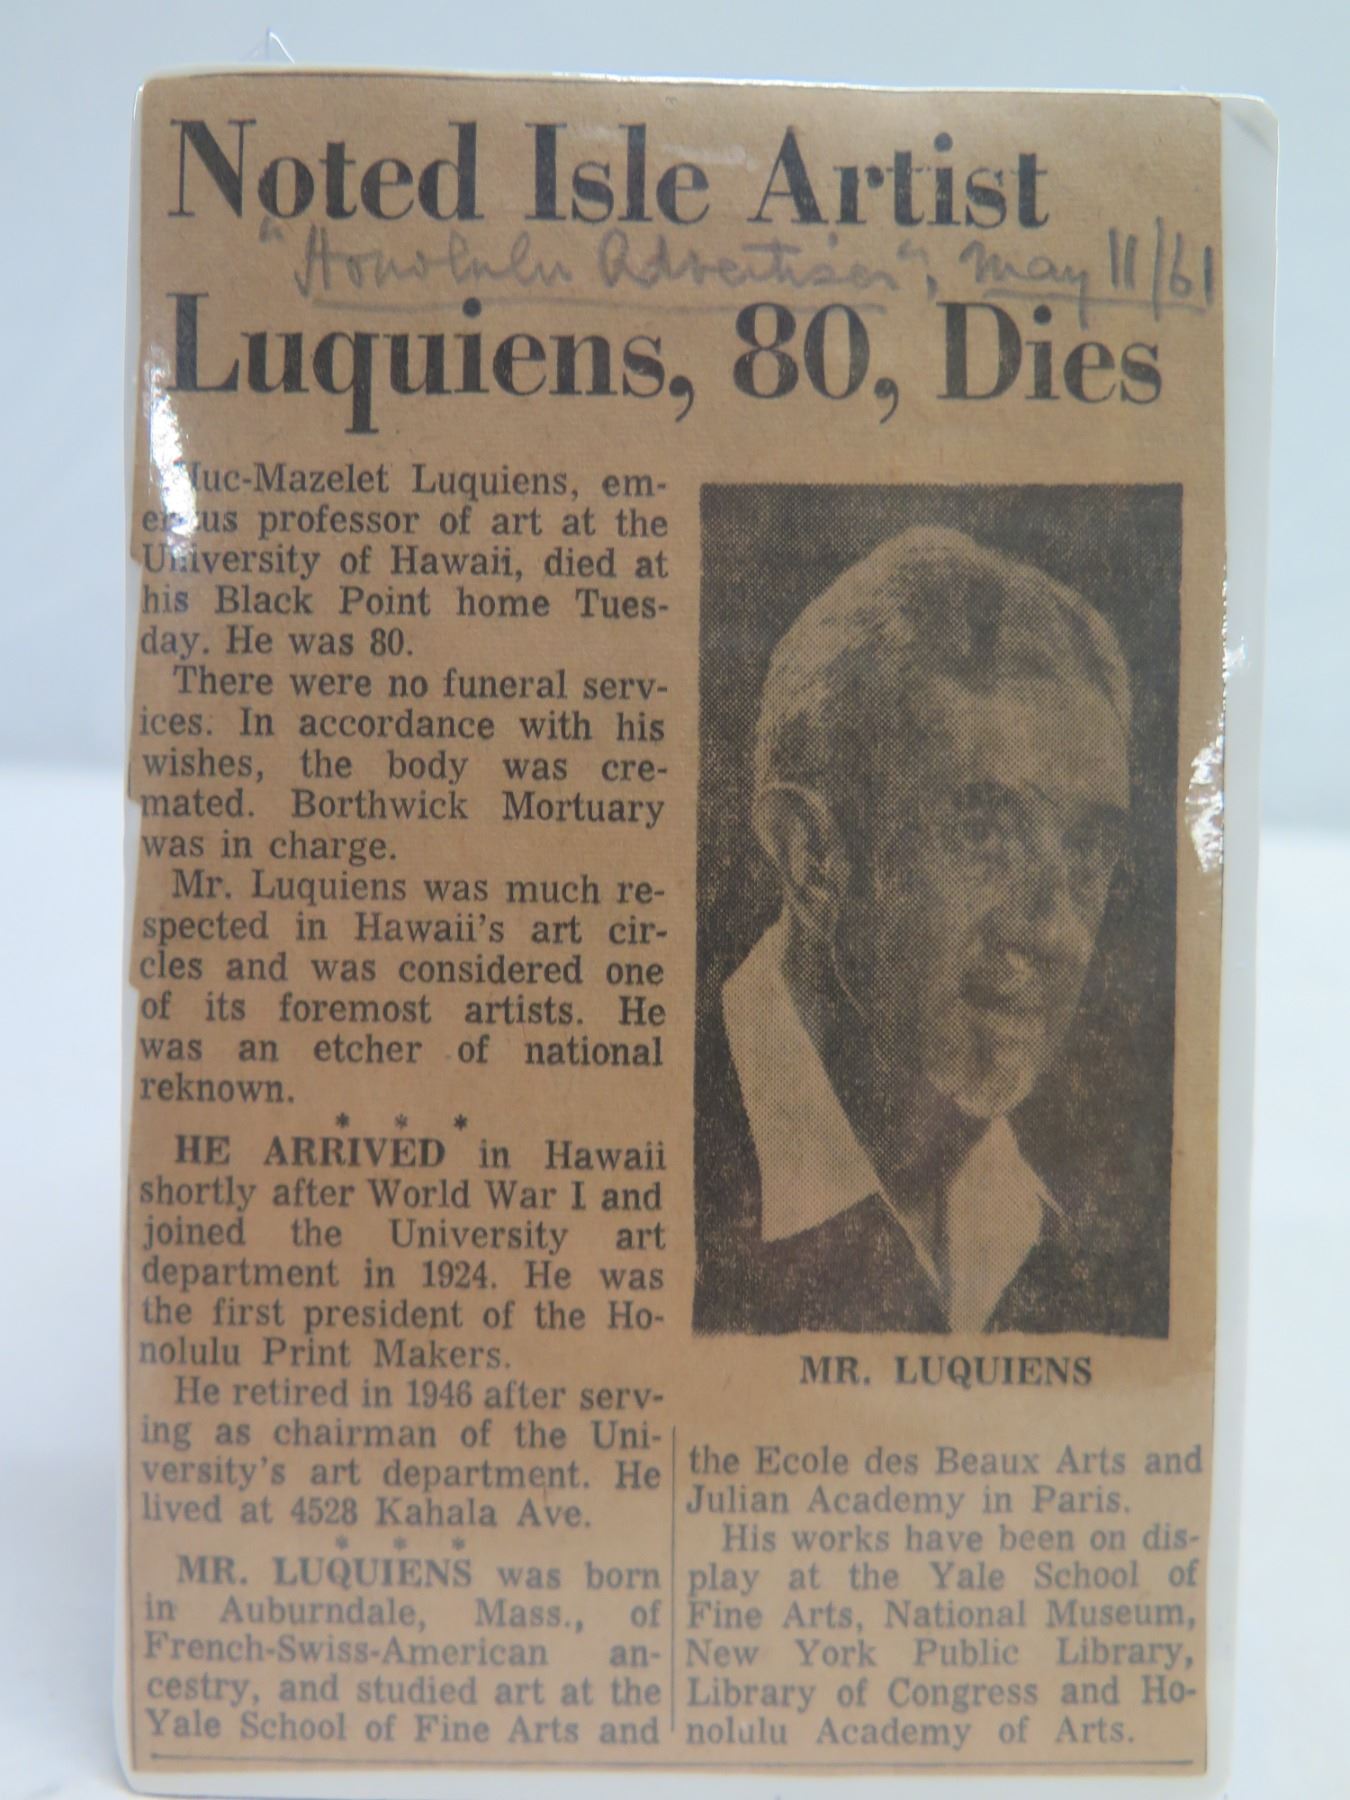 Noted Isle Artist
"Honolulu Advertiser", May 11/61
Luquiens, 80, Dies
Huc-Mazelet Luquiens, em-
eritus professor of art at the
University of Hawaii, died at
his Black Point home Tues-
day. He was 80.
There were no funeral serv-
ices. In accordance with his
wishes, the body was cre-
mated. Borthwick Mortuary
was in charge.
Mr. Luquiens was much re-
spected in Hawaii's art cir-
cles and was considered one
of its foremost artists. He
was an etcher of national
reknown.
* * *
HE ARRIVED in Hawaii
shortly after World War I and
joined the University art
department in 1924. He was
the first president of the Ho-
nolulu Print Makers.
He retired in 1946 after serv-
ing as chairman of the Uni-
versity's art department. He
lived at 4528 Kahala Ave.
* * *
MR. LUQUIENS was born
in Auburndale, Mass., of
French-Swiss-American an-
cestry, and studied art at the
Yale School of Fine Arts and
MR. LUQUIENS
the Ecole des Beaux Arts and
Julian Academy in Paris.
His works have been on dis-
play at the Yale School of
Fine Arts, National Museum,
New York Public Library,
Library of Congress and Ho-
nolulu Academy of Arts.